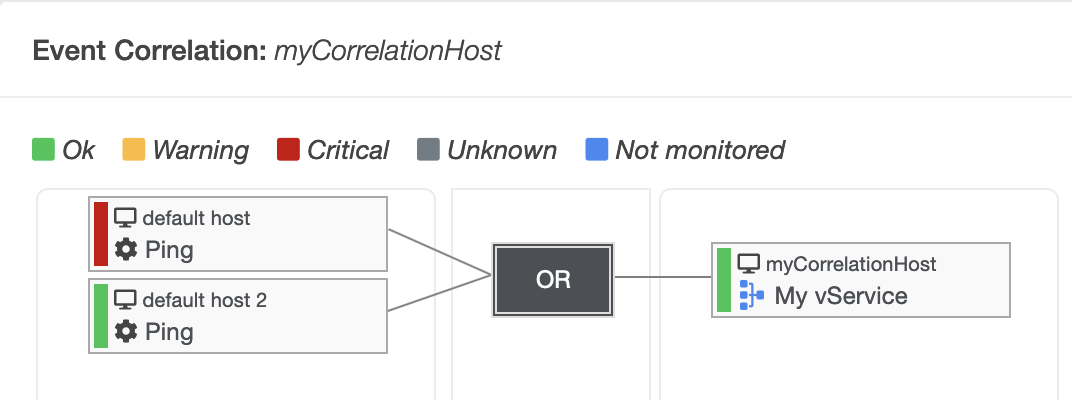 Event Correlation: myCorrelationHost
Ok Warning Critical Unknown Not monitored
default host
Ping
default host 2
Ping
OR
myCorrelationHost
My vService